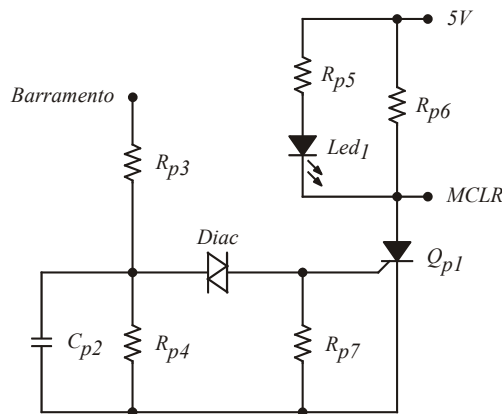 5V
Rp5
Rp6
Barramento
Led1
Rp3
MCLR
Diac
Qp1
Cp2
Rp4
Rp7